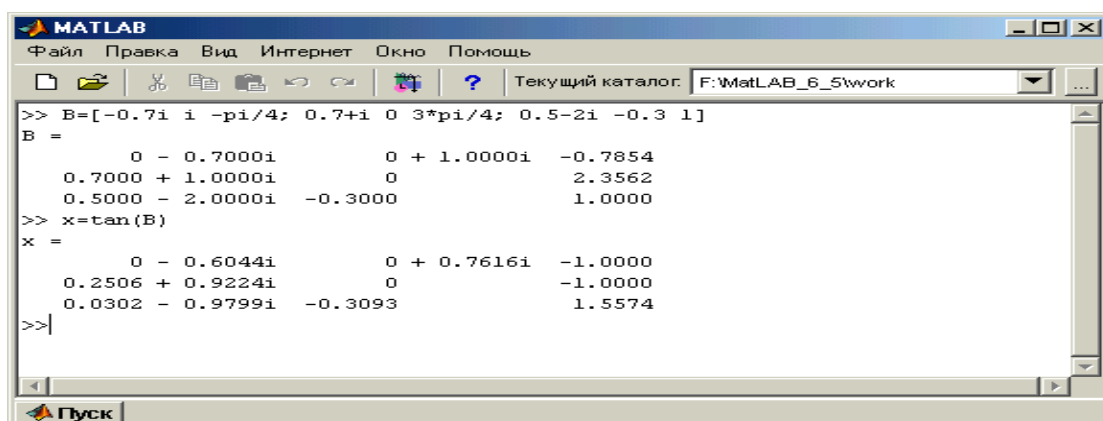 MATLAB
Файл Правка Вид Интернет Окно Помощь
? Текущий каталог: F:\MatLAB_6_5\work ...
>> B=[-0.7i i -pi/4; 0.7+i 0 3*pi/4; 0.5-2i -0.3 1]
B =
0 - 0.7000i 0 + 1.0000i -0.7854
0.7000 + 1.0000i 0 2.3562
0.5000 - 2.0000i -0.3000 1.0000
>> x=tan(B)
x =
0 - 0.6044i 0 + 0.7616i -1.0000
0.2506 + 0.9224i 0 -1.0000
0.0302 - 0.9799i -0.3093 1.5574
>>
Пуск